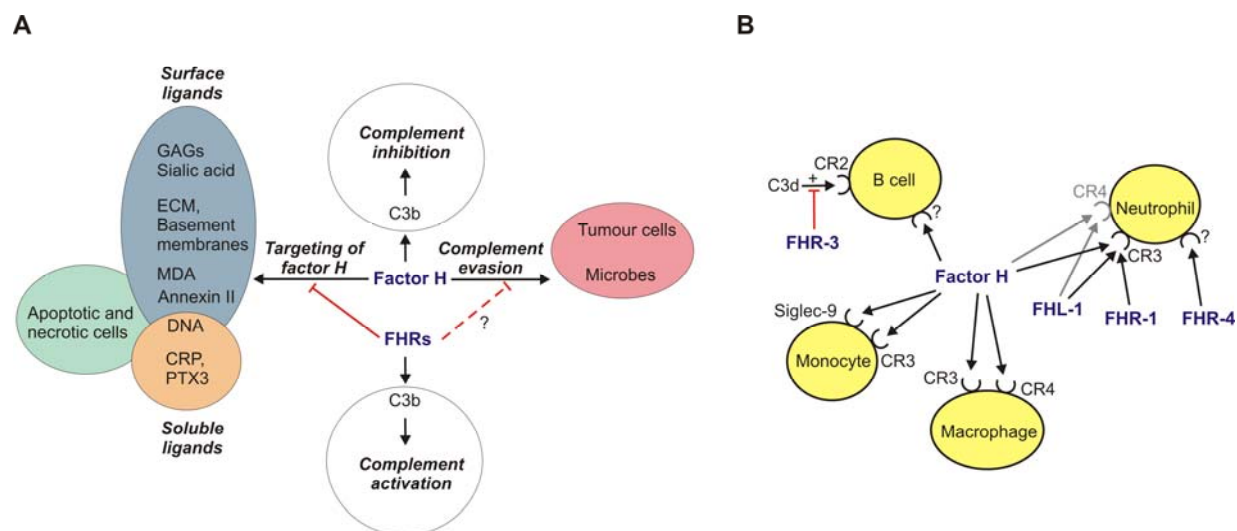 A
Surface
ligands
GAGs
Sialic acid
ECM,
Basement
membranes
MDA
Annexin II
DNA
CRP,
PTX3
Soluble
ligands
Apoptotic and
necrotic cells
Targeting of
factor H
Complement
inhibition
C3b
Factor H
Complement
evasion
Tumour cells
Microbes
FHRs
?
C3b
Complement
activation
B
C3d
+
CR2
B cell
?
FHR-3
CR4
Neutrophil
?
CR3
Factor H
FHL-1
FHR-1
FHR-4
Siglec-9
Monocyte
CR3
CR3
CR4
Macrophage